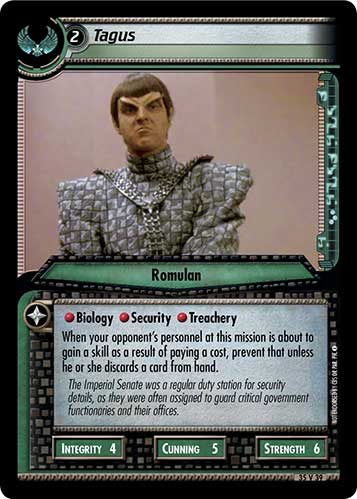 2 Tagus
Romulan
Biology Security Treachery
When your opponent's personnel at this mission is about to
gain a skill as a result of paying a cost, prevent that unless
he or she discards a card from hand.
The Imperial Senate was a regular duty station for security
details, as they were often assigned to guard critical government
functionaries and their offices.
INTEGRITY 4 CUNNING 5 STRENGTH 6
35 V 39